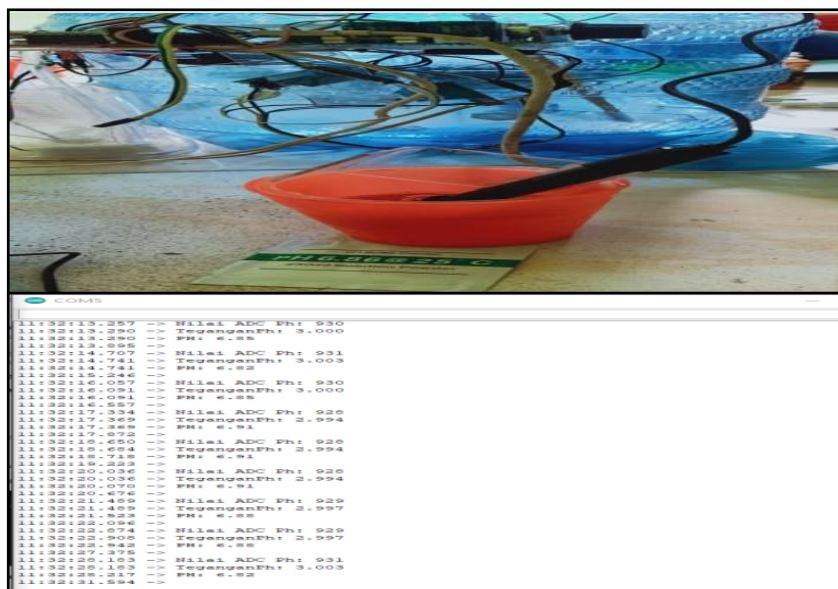 PH 6.86@ 25°C
COM5
11:32:13.257 -> Nilai ADC Ph: 930
11:32:13.290 -> TeganganPh: 3.000
11:32:13.290 -> PH: 6.85
11:32:13.895 ->
11:32:14.707 -> Nilai ADC Ph: 931
11:32:14.741 -> TeganganPh: 3.003
11:32:14.741 -> PH: 6.82
11:32:15.246 ->
11:32:16.057 -> Nilai ADC Ph: 930
11:32:16.091 -> TeganganPh: 3.000
11:32:16.091 -> PH: 6.85
11:32:16.557 ->
11:32:17.334 -> Nilai ADC Ph: 928
11:32:17.369 -> TeganganPh: 2.994
11:32:17.369 -> PH: 6.91
11:32:17.872 ->
11:32:18.650 -> Nilai ADC Ph: 928
11:32:18.684 -> TeganganPh: 2.994
11:32:18.718 -> PH: 6.91
11:32:19.223 ->
11:32:20.036 -> Nilai ADC Ph: 928
11:32:20.036 -> TeganganPh: 2.994
11:32:20.070 -> PH: 6.91
11:32:20.676 ->
11:32:21.489 -> Nilai ADC Ph: 929
11:32:21.489 -> TeganganPh: 2.997
11:32:21.523 -> PH: 6.88
11:32:22.096 ->
11:32:22.874 -> Nilai ADC Ph: 929
11:32:22.908 -> TeganganPh: 2.997
11:32:22.942 -> PH: 6.88
11:32:27.375 ->
11:32:28.183 -> Nilai ADC Ph: 931
11:32:28.183 -> TeganganPh: 3.003
11:32:28.217 -> PH: 6.82
11:32:31.594 ->